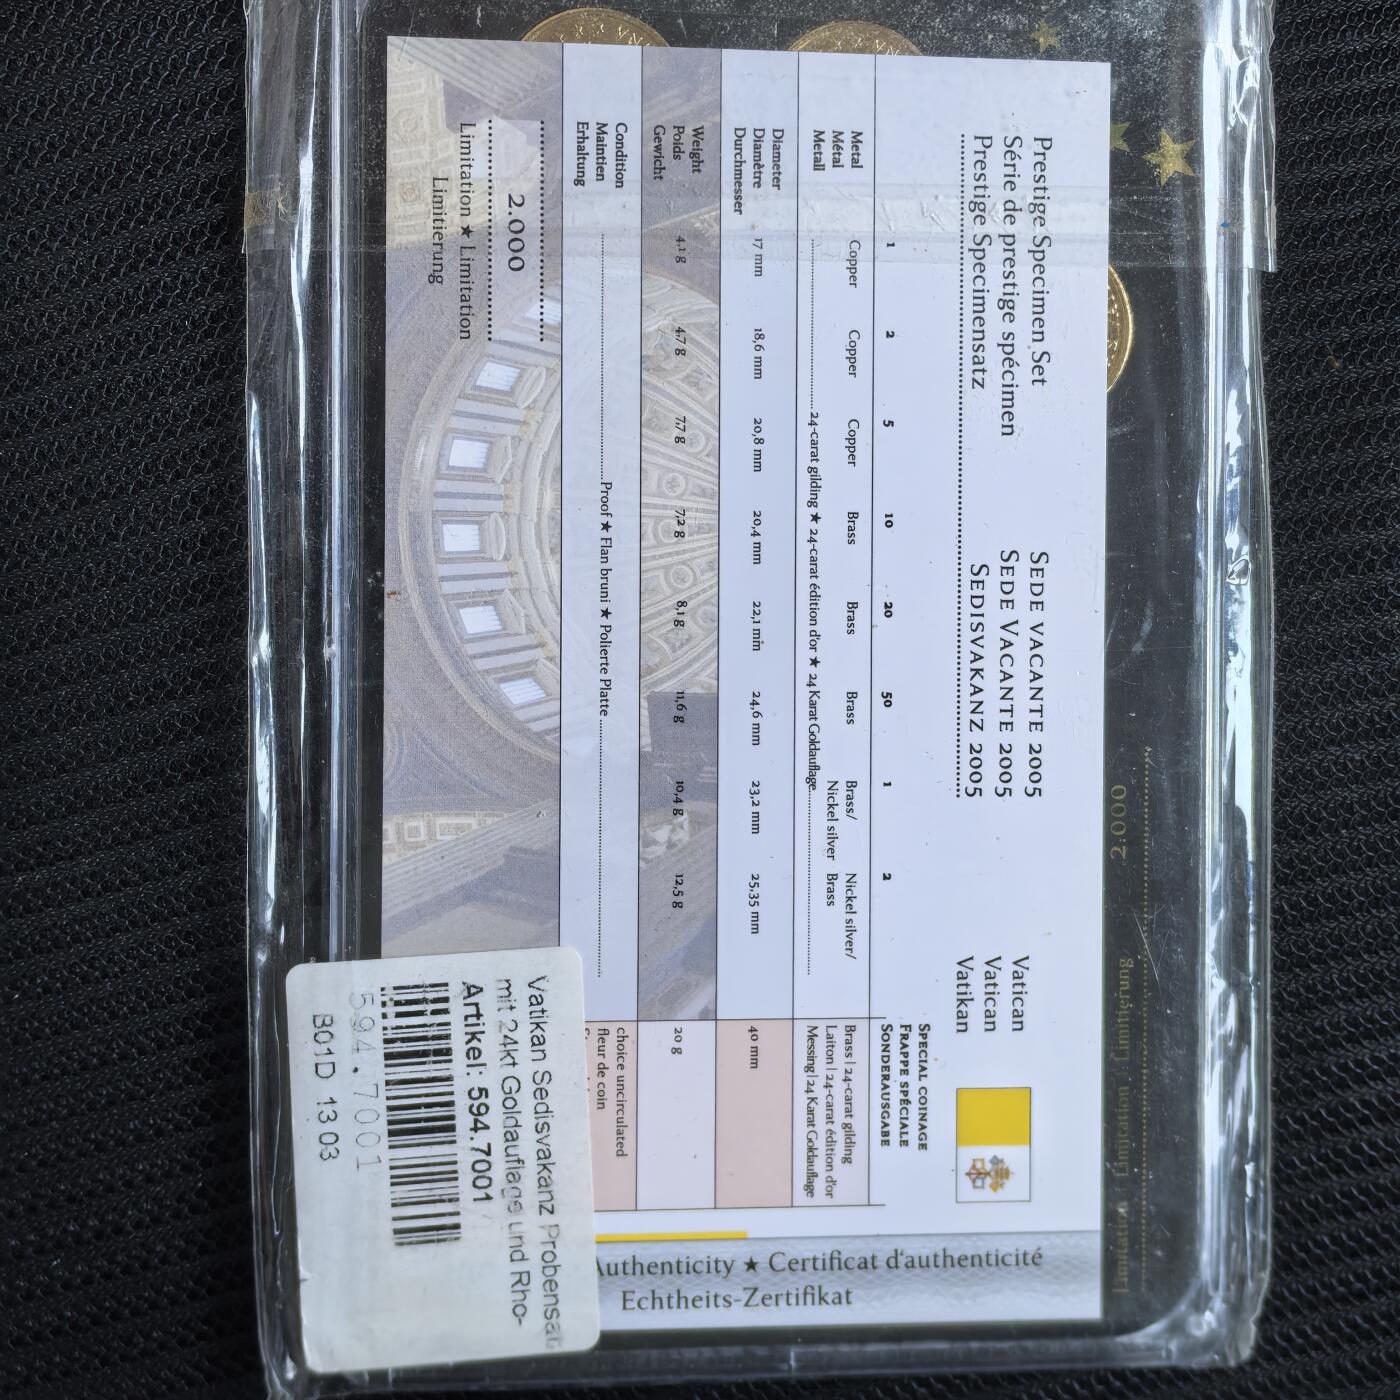 Prestige Specimen Set
Série de prestige spécimen
Prestige Specimensatz
SEDE VACANTE 2005
SEDE VACANTE 2005
SEDISVAKANZ 2005
Vatican
Vatican
Vatikan
SPECIAL COINAGE
FRAPPE SPÉCIALE
SONDERAUSGABE
1 2 5 10 20 50 1 2
Metal
Métal
Metall
Copper Copper Copper Brass Brass Brass Brass/ Nickel silver/
Nickel silver Brass
24-carat gilding ★ 24-carat édition d'or ★ 24 Karat Goldauflage
Brass | 24-carat gilding
Laiton | 24-carat édition d'or
Messing | 24 Karat Goldauflage
Diameter
Diamètre
Durchmesser
17 mm 18,6 mm 20,8 mm 20,4 mm 22,1 mm 24,6 mm 23,2 mm 25,35 mm 40 mm
Weight
Poids
Gewicht
4,1 g 4,7 g 7,7 g 7,2 g 8,1 g 11,6 g 10,4 g 12,5 g 20 g
Condition
Maintien
Erhaltung
Proof ★ Flan bruni ★ Polierte Platte
choice uncirculated
fleur de coin
2.000
Limitation ★ Limitation
Limitierung
Authenticity ★ Certificat d'authenticité
Echtheits-Zertifikat
Vatikan Sedisvakanz Probensatz
mit 24kt Goldauflage und Rho-
Artikel: 594.7001
594.7001
B01D 13 03
2.000
Limitation | Limitation | Limitierung